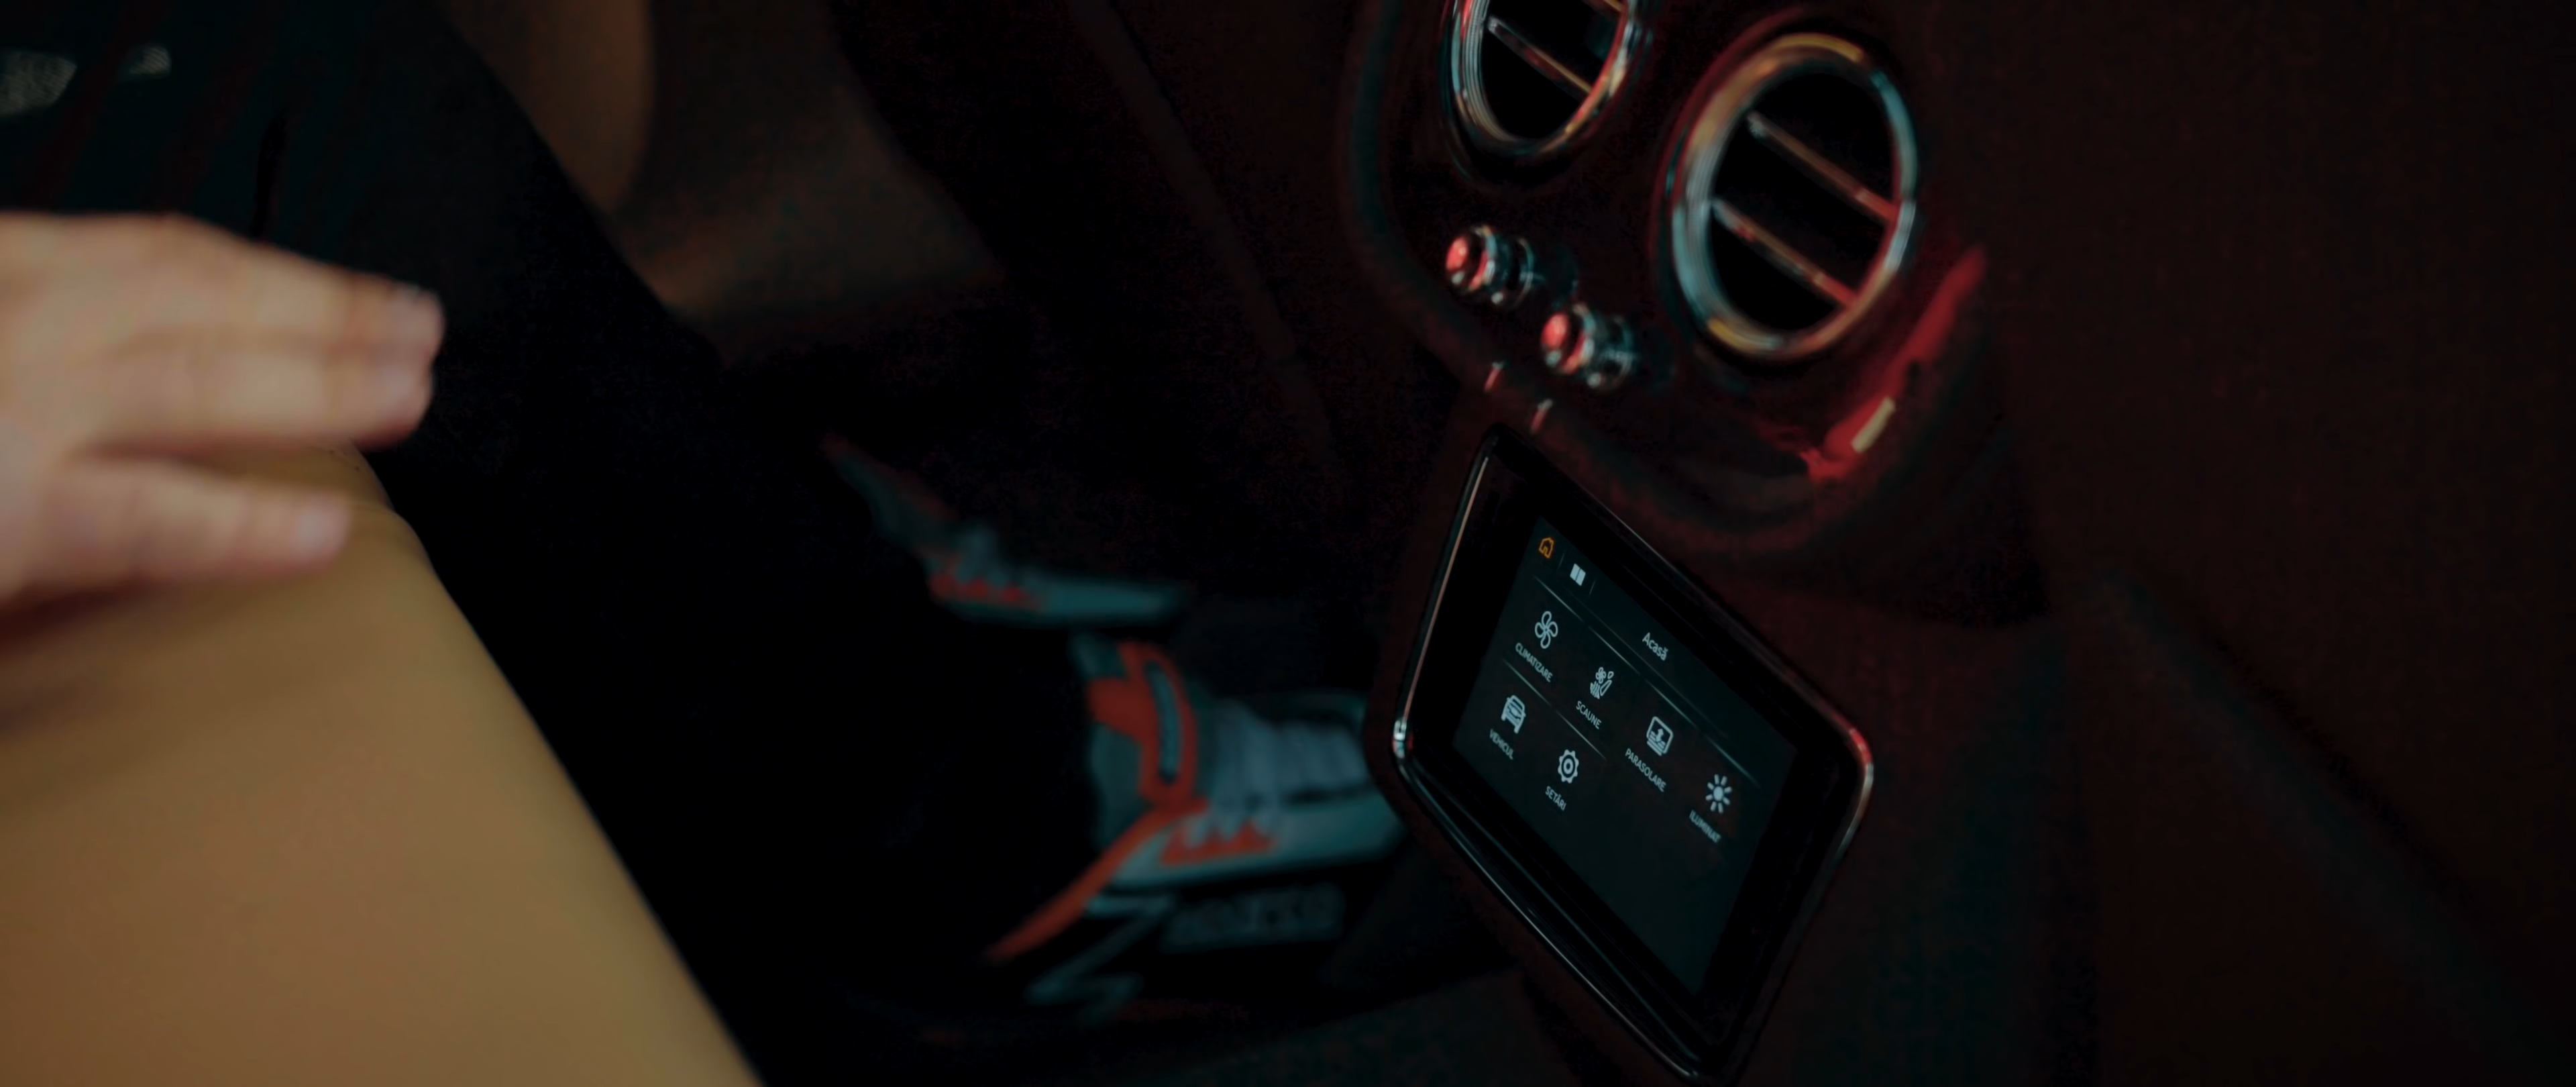 Acasă
CLIMATIZARE
SCAUNE
PARASOLARE
ILUMINAT
VEHICUL
SETĂRI